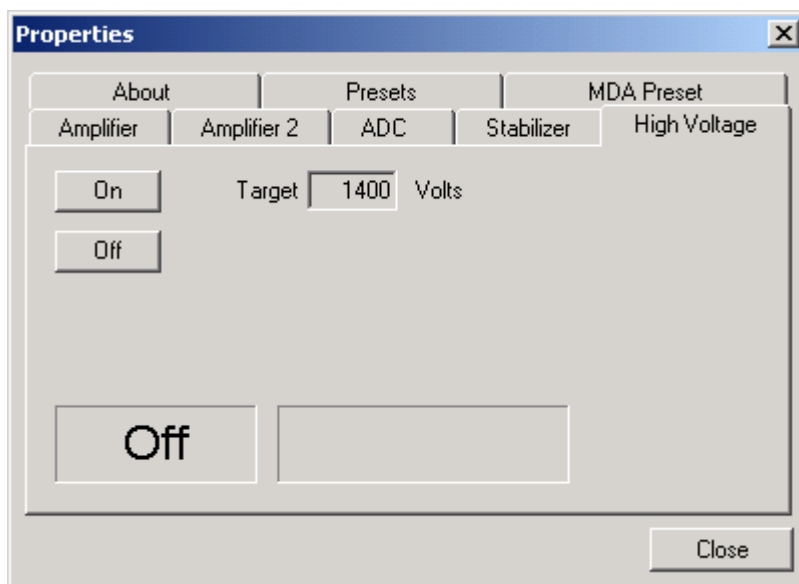 Properties
About Presets MDA Preset
Amplifier Amplifier 2 ADC Stabilizer High Voltage
On Target 1400 Volts
Off
Off
Close